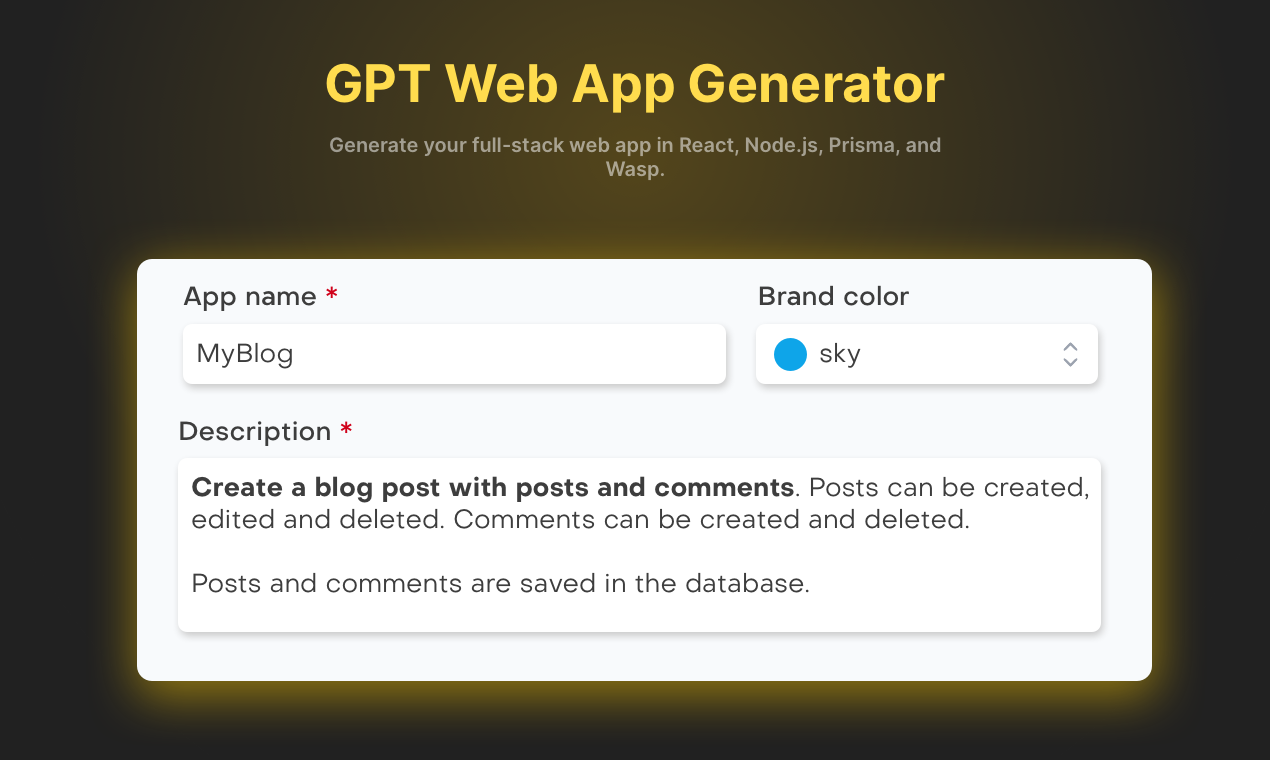 GPT Web App Generator
Generate your full-stack web app in React, Node.js, Prisma, and
Wasp.
App name *
Brand color
MyBlog
sky
Description *
Create a blog post with posts and comments. Posts can be created,
edited and deleted. Comments can be created and deleted.
Posts and comments are saved in the database.